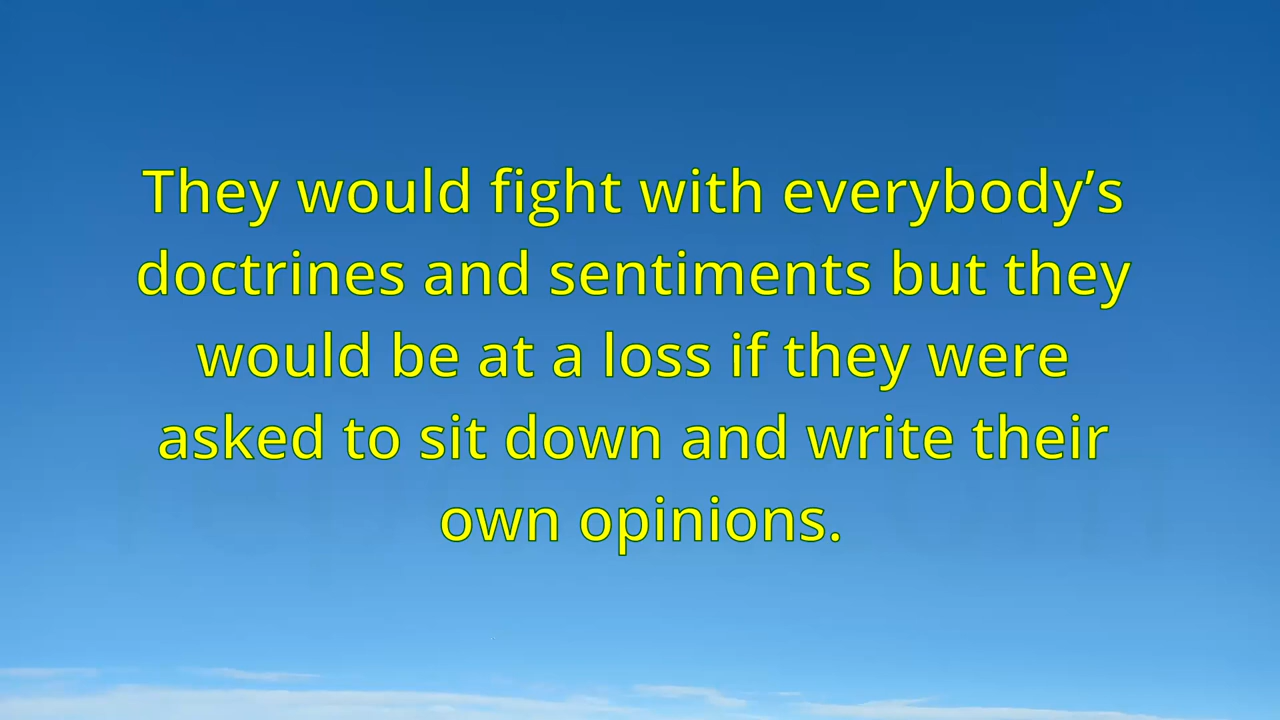 They would fight with everybody’s
doctrines and sentiments but they
would be at a loss if they were
asked to sit down and write their
own opinions.